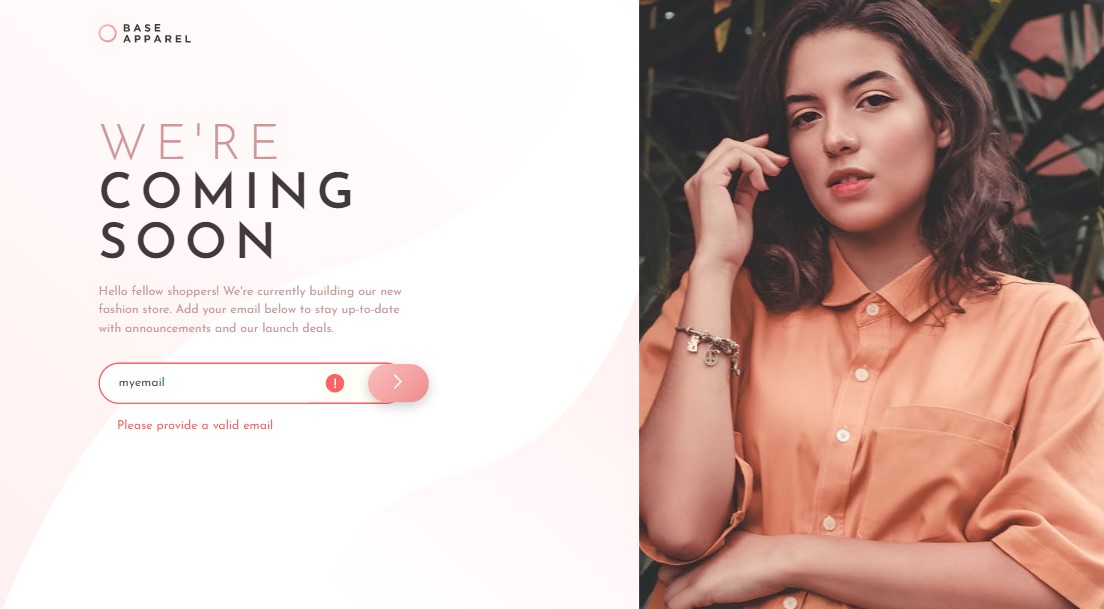 BASE
APPAREL
WE'RE
COMING
SOON
Hello fellow shoppers! We're currently building our new
fashion store. Add your email below to stay up-to-date
with announcements and our launch deals.
myemail
!
Please provide a valid email